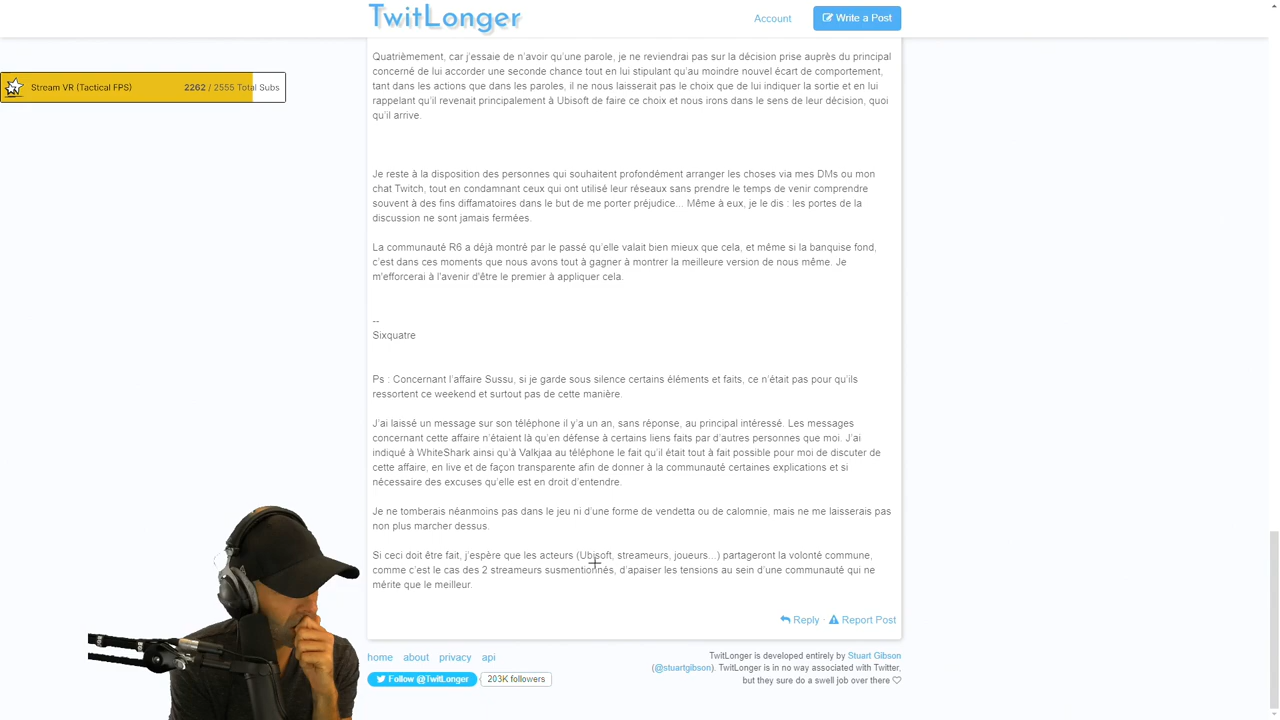 TwitLonger
Account
Write a Post
Stream VR (Tactical FPS)
2262 / 2555 Total Subs
Quatrièmement, car j'essaie de n'avoir qu'une parole, je ne reviendrai pas sur la décision prise auprès du principal
concerné de lui accorder une seconde chance tout en lui stipulant qu'au moindre nouvel écart de comportement,
tant dans les actions que dans les paroles, il ne nous laisserait pas le choix que de lui indiquer la sortie et en lui
rappelant qu'il revenait principalement à Ubisoft de faire ce choix et nous irons dans le sens de leur décision, quoi
qu'il arrive.
Je reste à la disposition des personnes qui souhaitent profondément arranger les choses via mes DMs ou mon
chat Twitch, tout en condamnant ceux qui ont utilisé leur réseaux sans prendre le temps de venir comprendre
souvent à des fins diffamatoires dans le but de me porter préjudice... Même à eux, je le dis : les portes de la
discussion ne sont jamais fermées.
La communauté R6 a déjà montré par le passé qu'elle valait bien mieux que cela, et même si la banquise fond,
c'est dans ces moments que nous avons tout à gagner à montrer la meilleure version de nous même. Je
m'efforcerai à l'avenir d'être le premier à appliquer cela.
--
Sixquatre
Ps : Concernant l'affaire Sussu, si je garde sous silence certains éléments et faits, ce n'était pas pour qu'ils
ressortent ce weekend et surtout pas de cette manière.
J'ai laissé un message sur son téléphone il y'a un an, sans réponse, au principal intéressé. Les messages
concernant cette affaire n'étaient là qu'en défense à certains liens faits par d'autres personnes que moi. J'ai
indiqué à WhiteShark ainsi qu'à Valkjaa au téléphone le fait qu'il était tout à fait possible pour moi de discuter de
cette affaire, en live et de façon transparente afin de donner à la communauté certaines explications et si
nécessaire des excuses qu'elle est en droit d'entendre.
Je ne tomberais néanmoins pas dans le jeu ni d'une forme de vendetta ou de calomnie, mais ne me laisserais pas
non plus marcher dessus.
Si ceci doit être fait, j'espère que les acteurs (Ubisoft, streameurs, joueurs...) partageront la volonté commune,
comme c'est le cas des 2 streameurs susmentionnés, d'apaiser les tensions au sein d'une communauté qui ne
mérite que le meilleur.
Reply · Report Post
home about privacy api
Follow @TwitLonger 203K followers
TwitLonger is developed entirely by Stuart Gibson
(@stuartgibson). TwitLonger is in no way associated with Twitter,
but they sure do a swell job over there